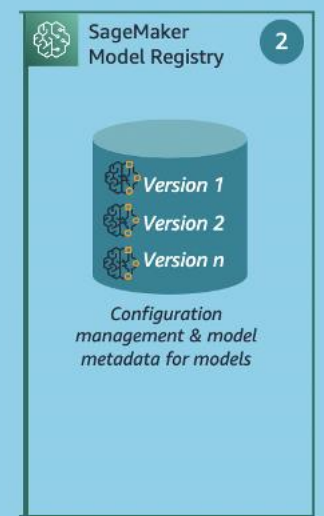 SageMaker
Model Registry
2
Version 1
Version 2
Version n
Configuration
management & model
metadata for models